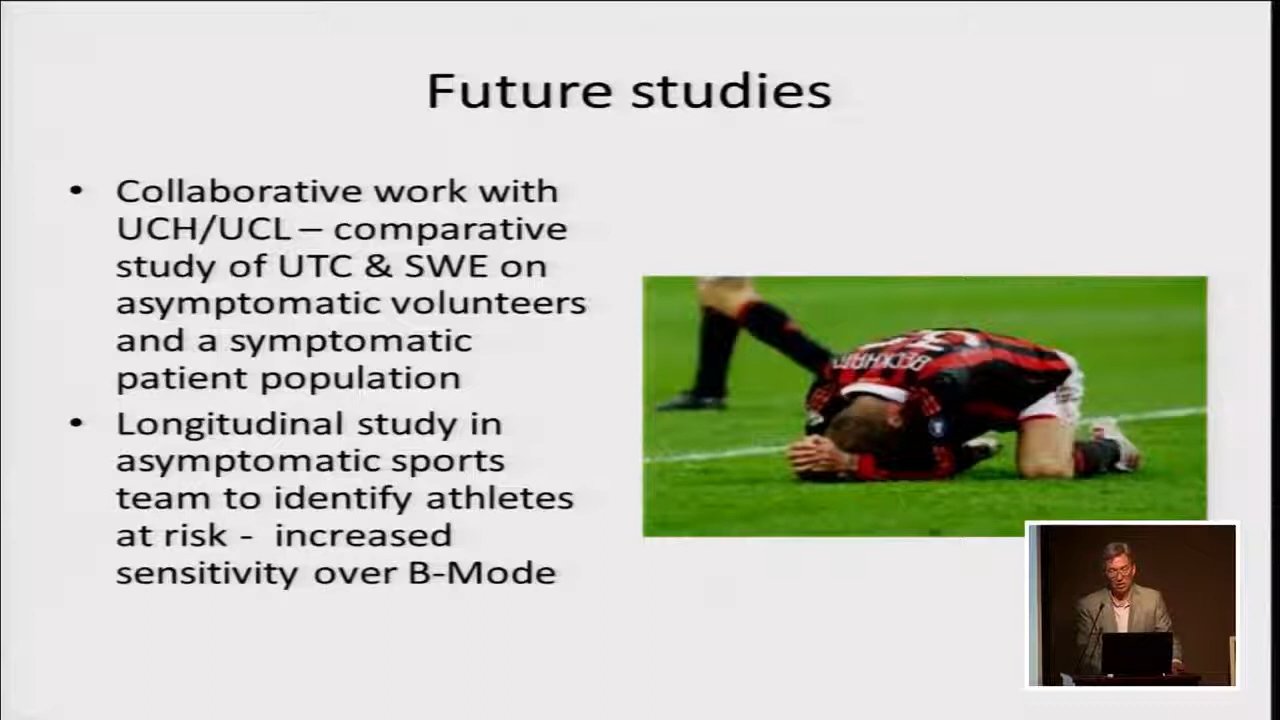 Future studies
• Collaborative work with
UCH/UCL – comparative
study of UTC & SWE on
asymptomatic volunteers
and a symptomatic
patient population
• Longitudinal study in
asymptomatic sports
team to identify athletes
at risk - increased
sensitivity over B-Mode
BECKHAM